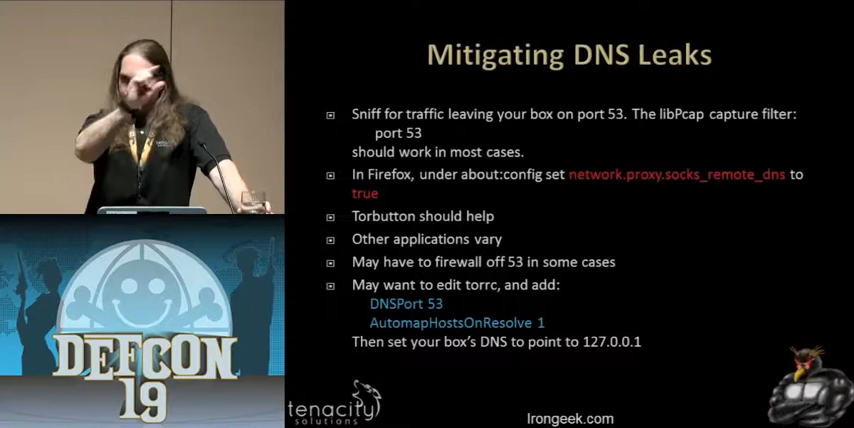 Mitigating DNS Leaks
Sniff for traffic leaving your box on port 53. The libPcap capture filter:
port 53
should work in most cases.
In Firefox, under about:config set network.proxy.socks_remote_dns to
true
Torbutton should help
Other applications vary
May have to firewall off 53 in some cases
May want to edit torrc, and add:
DNSPort 53
AutomapHostsOnResolve 1
Then set your box's DNS to point to 127.0.0.1
DEFCON
19
tenacity
solutions
Irongeek.com